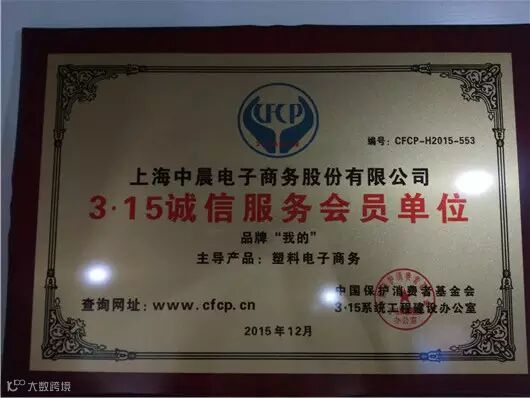 CFCP
编号：CFCP-H2015-553
上海中晨电子商务股份有限公司
3·15诚信服务会员单位
品牌“我的”
主导产品：塑料电子商务
中国保护消费者基金会
查询网址：www.cfcp.cn
3·15系统工程建设办公室
办公室
2015年12月
大数跨境